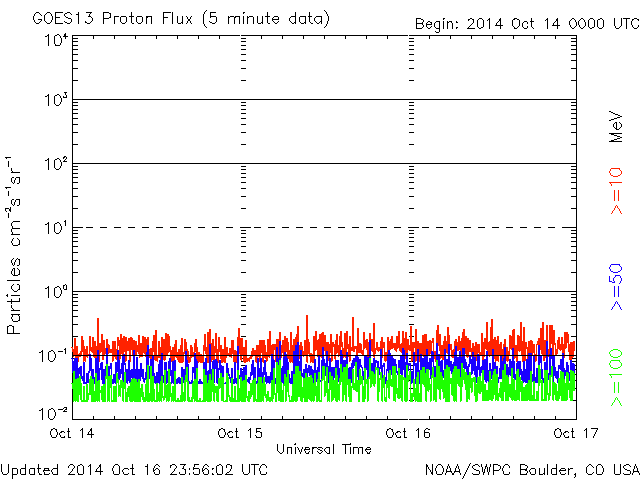 GOES13 Proton Flux (5 minute data)
Begin: 2014 Oct 14 0000 UTC
10⁴
10³
10²
10¹
10⁰
10⁻¹
10⁻²
Particles cm⁻²s⁻¹sr⁻¹
MeV
>=10
>=50
>=100
Oct 14
Oct 15
Oct 16
Oct 17
Universal Time
Updated 2014 Oct 16 23:56:02 UTC
NOAA/SWPC Boulder, CO USA